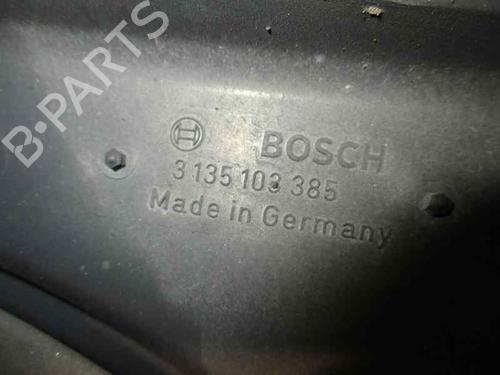 B-PARTS
BOSCH
3 135 103 385
Made in Germany